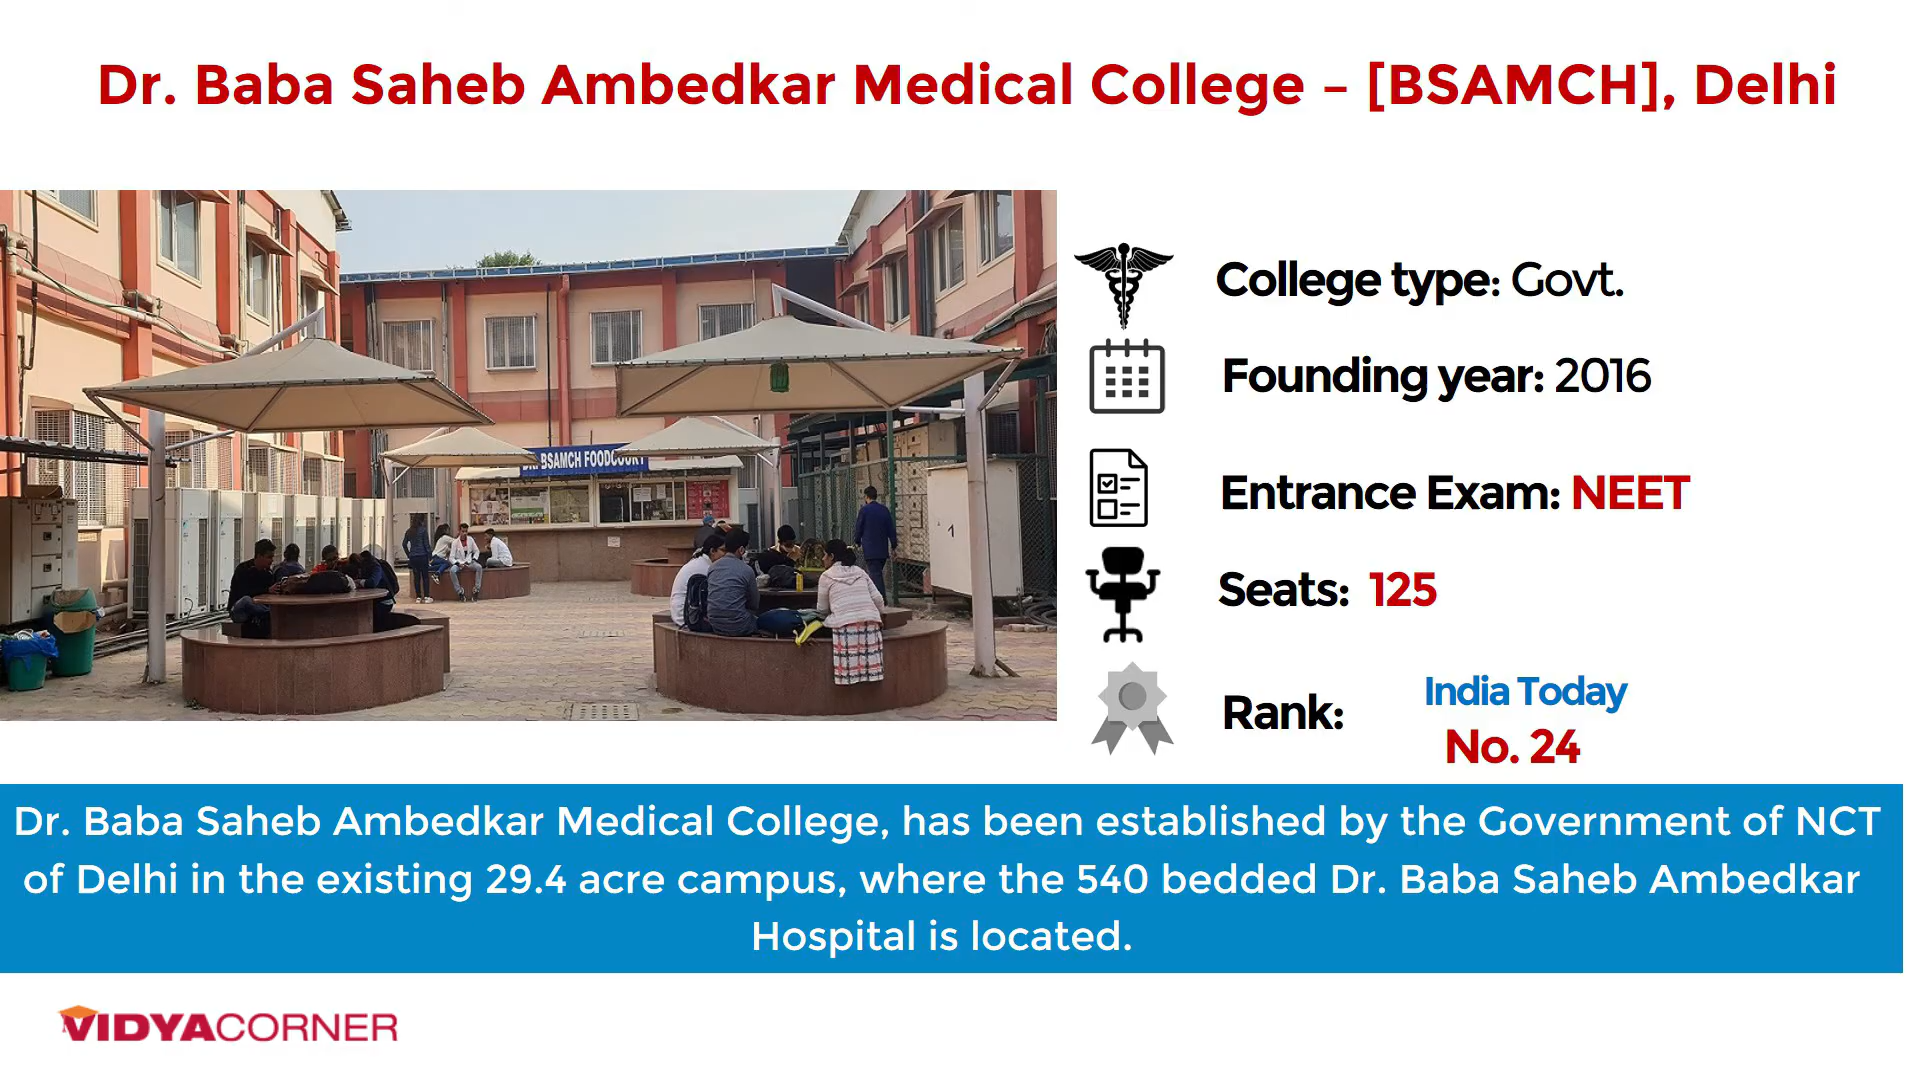 Dr. Baba Saheb Ambedkar Medical College – [BSAMCH], Delhi
DR. BSAMCH FOODCOURT
1
College type: Govt.
Founding year: 2016
Entrance Exam: NEET
Seats: 125
Rank:
India Today
No. 24
Dr. Baba Saheb Ambedkar Medical College, has been established by the Government of NCT
of Delhi in the existing 29.4 acre campus, where the 540 bedded Dr. Baba Saheb Ambedkar
Hospital is located.
VIDYACORNER